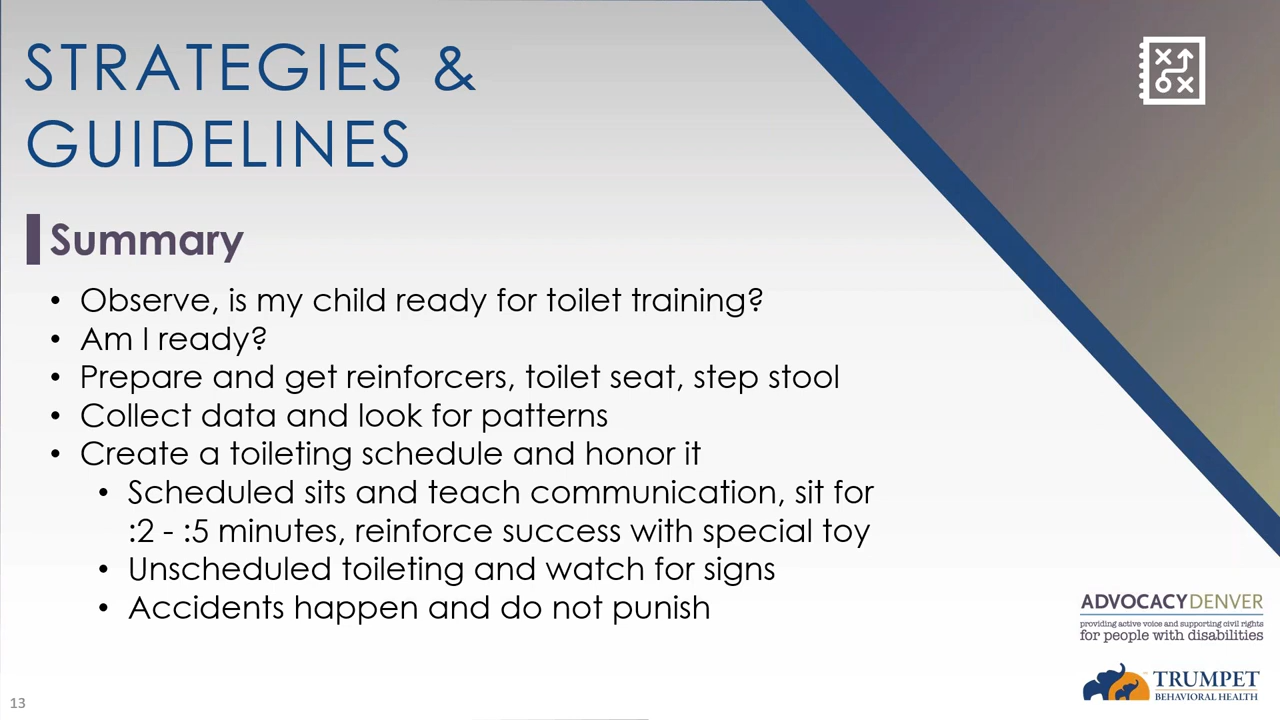 STRATEGIES &
GUIDELINES
Summary
• Observe, is my child ready for toilet training?
• Am I ready?
• Prepare and get reinforcers, toilet seat, step stool
• Collect data and look for patterns
• Create a toileting schedule and honor it
• Scheduled sits and teach communication, sit for
:2 - :5 minutes, reinforce success with special toy
• Unscheduled toileting and watch for signs
• Accidents happen and do not punish
ADVOCACYDENVER
providing active voice and supporting civil rights
for people with disabilities
TRUMPET
BEHAVIORAL HEALTH
13